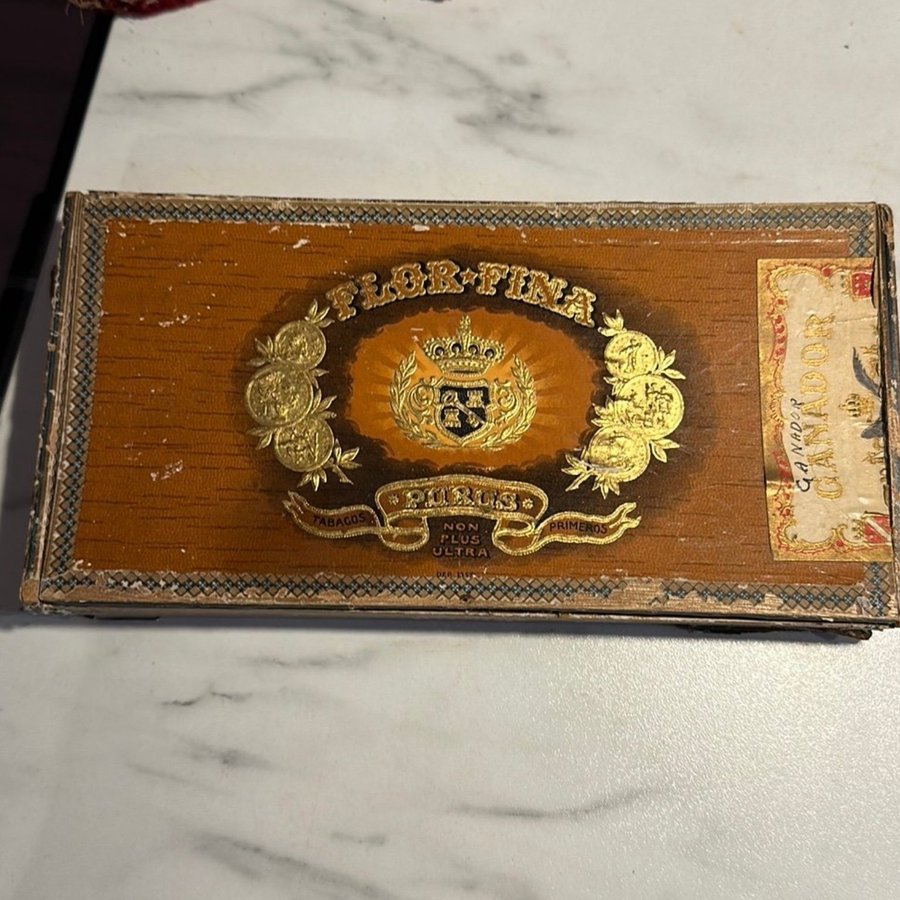 FLOR★FINA
PUROS
TABACOS
PRIMEROS
NON
PLUS
ULTRA
GANADOR
GANADOR